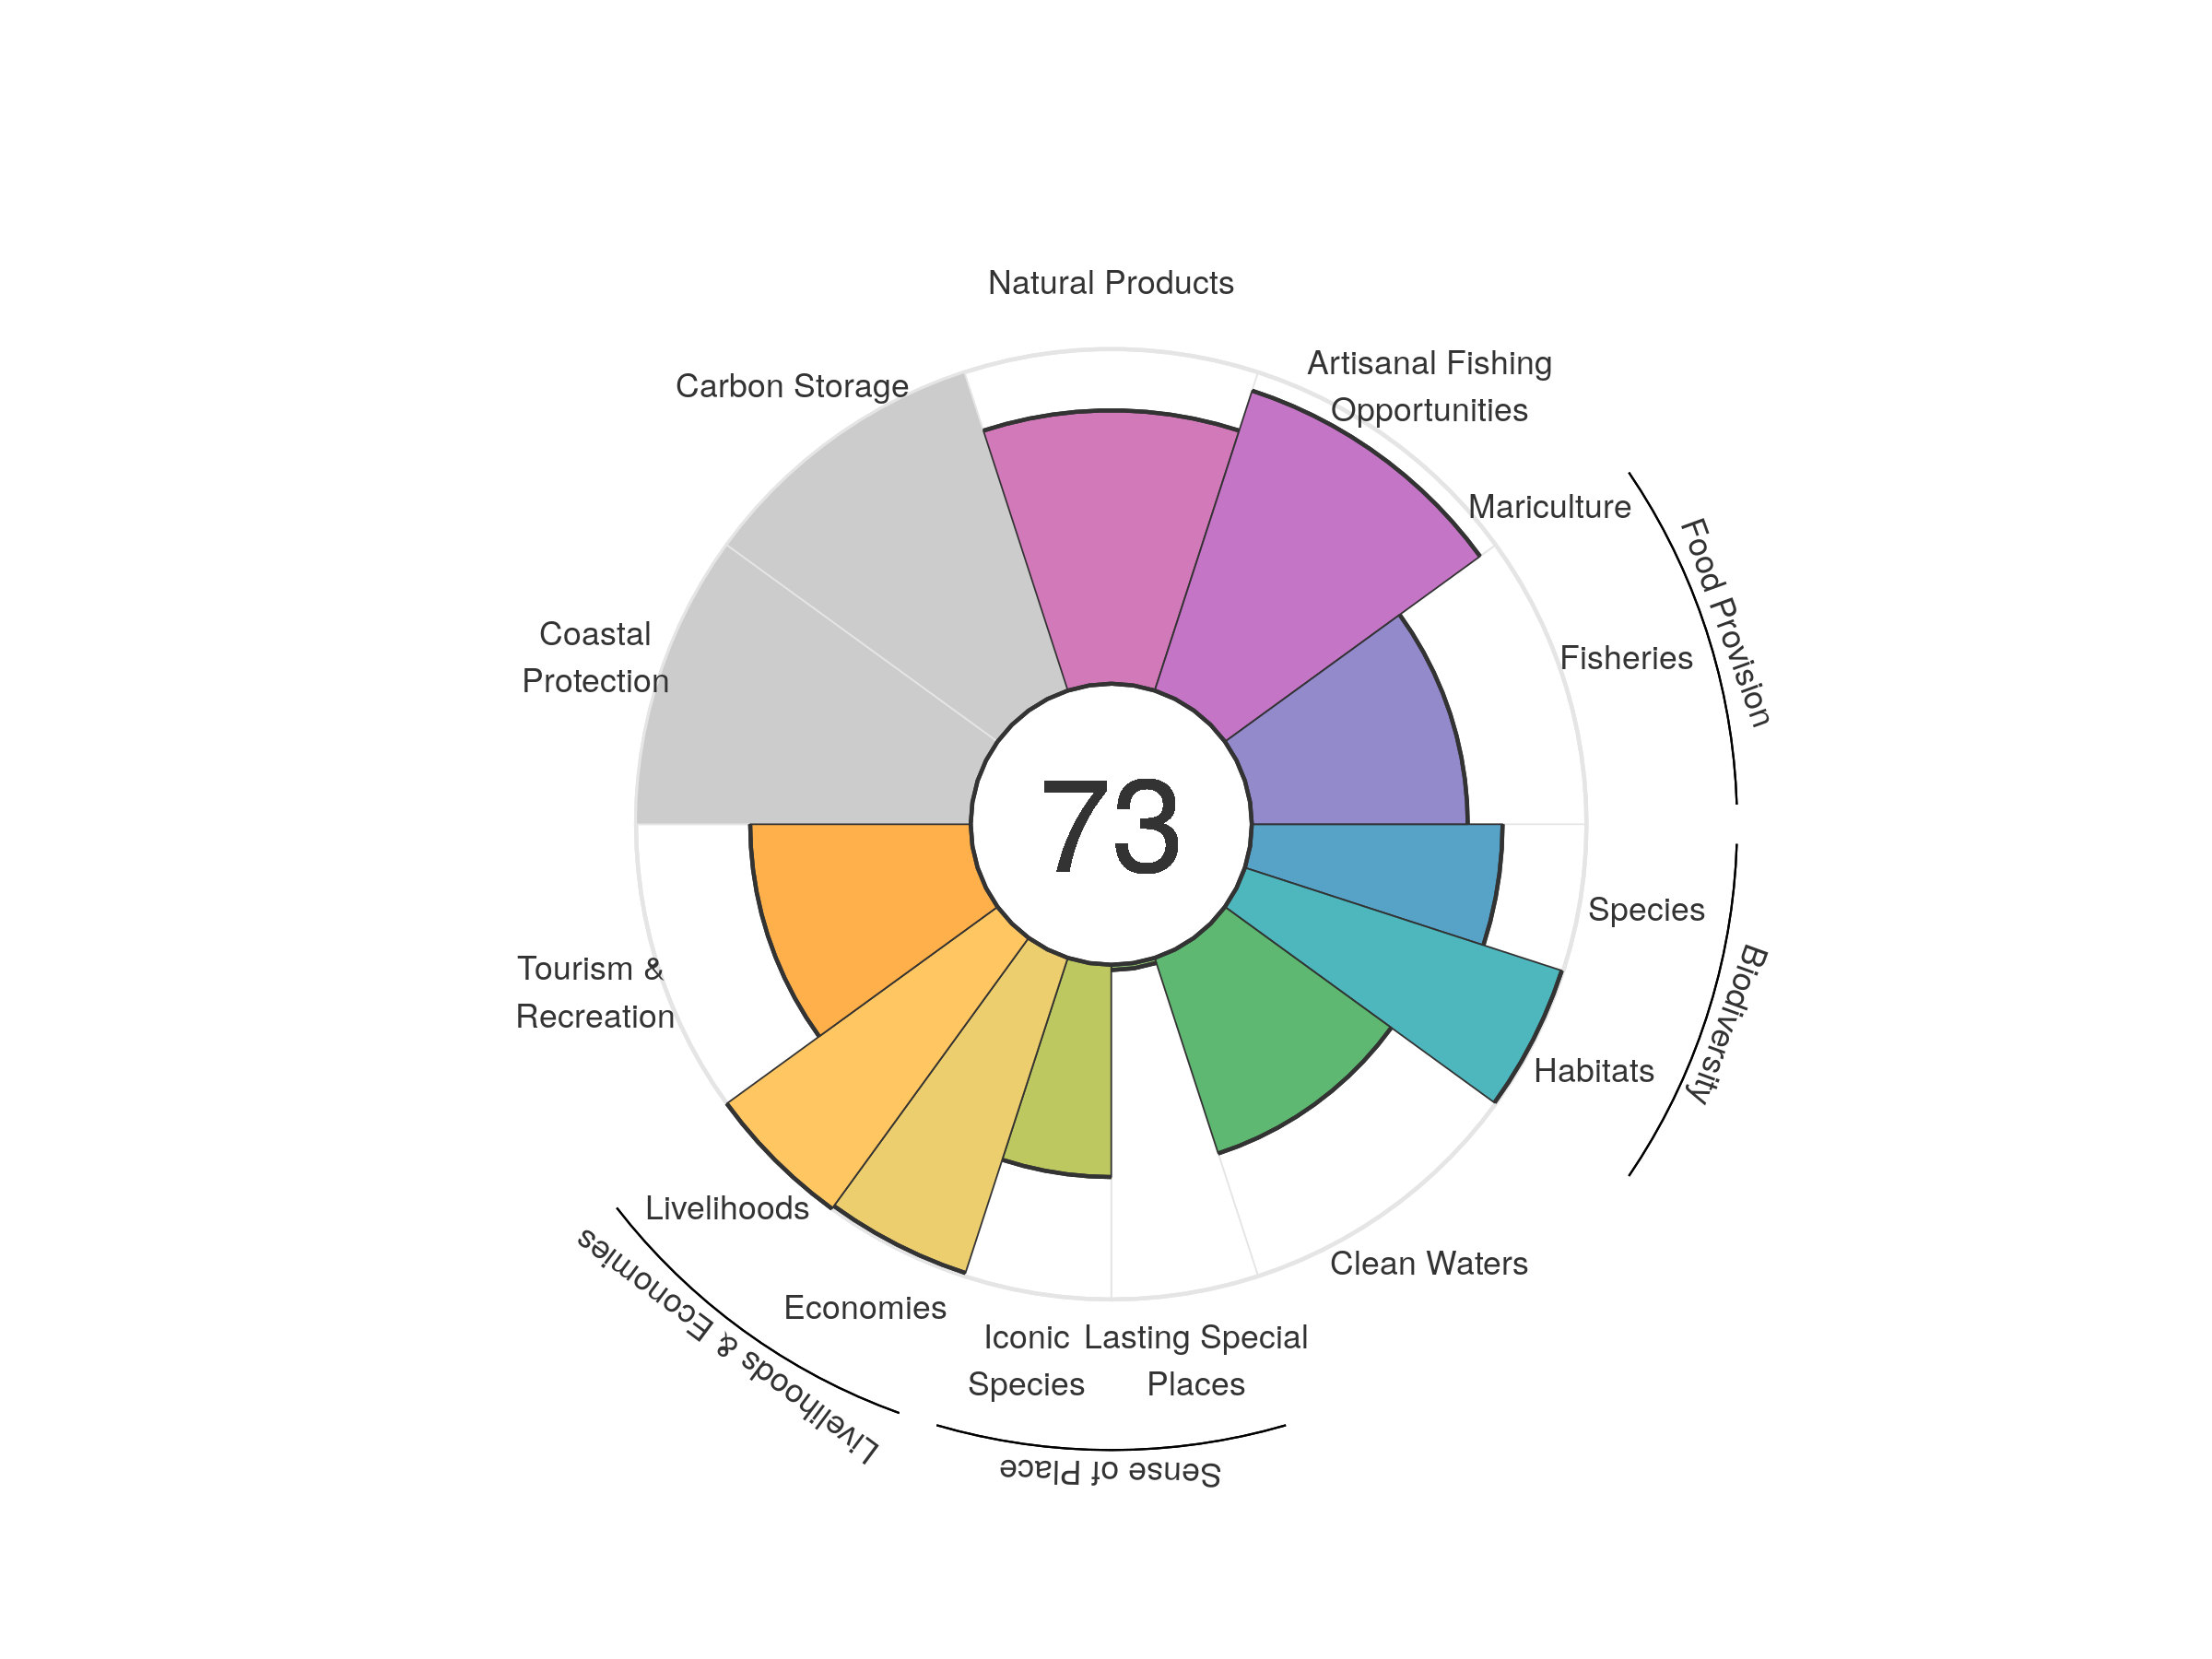 Natural Products
Artisanal Fishing
Opportunities
Carbon Storage
Mariculture
Food Provision
Coastal
Protection
Fisheries
73
Species
Biodiversity
Tourism &
Recreation
Habitats
Livelihoods
Clean Waters
Economies
Livelihoods & Economies
Iconic
Species
Lasting Special
Places
Sense of Place